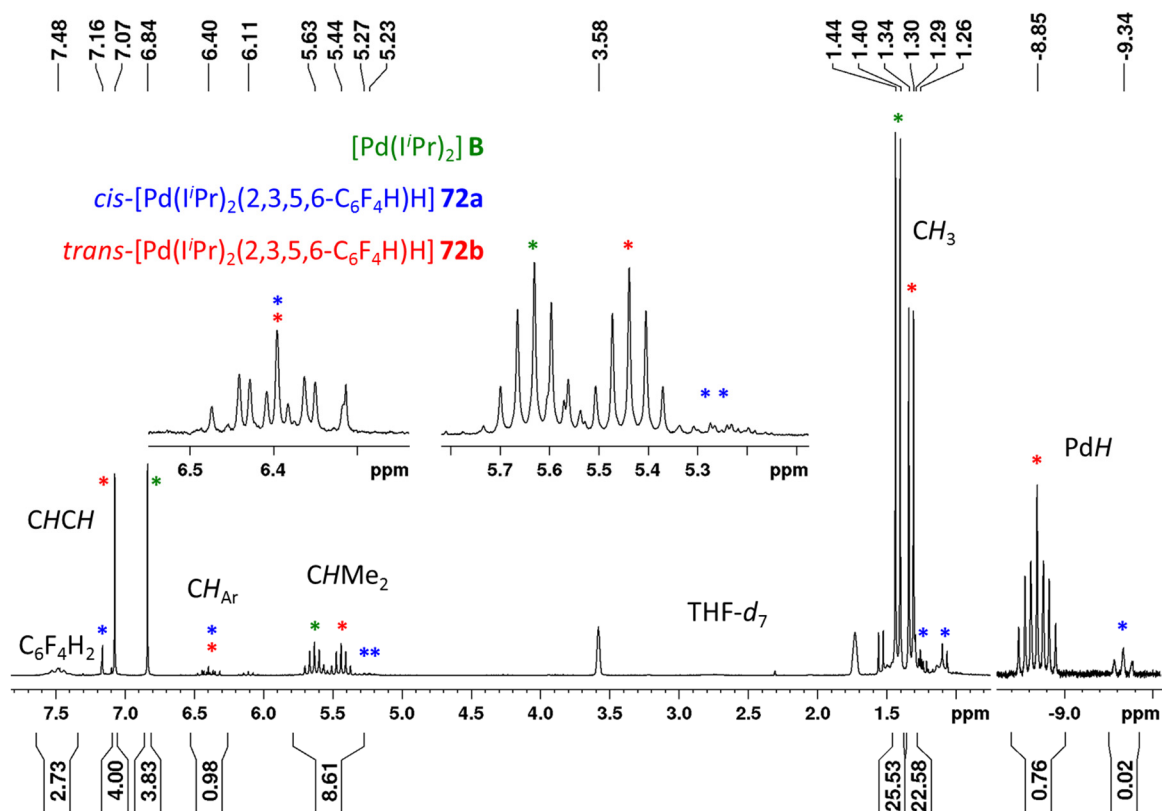 7.48 7.16 7.07 6.84 6.40 6.11 5.63 5.44 5.27 5.23 3.58 1.44 1.40 1.34 1.30 1.29 1.26 -8.85 -9.34
[Pd(IⁱPr)₂] B
cis-[Pd(IⁱPr)₂(2,3,5,6-C₆F₄H)H] 72a
trans-[Pd(IⁱPr)₂(2,3,5,6-C₆F₄H)H] 72b
* * * * * * * * *
6.5 6.4 ppm
5.7 5.6 5.5 5.4 5.3 ppm
CH₃
PdH
* * *
CHCH
CHMe₂
CH_Ar
THF-d₇
C₆F₄H₂
* * * * * ** * * *
7.5 7.0 6.5 6.0 5.5 5.0 4.5 4.0 3.5 3.0 2.5 2.0 1.5 ppm -9.0 ppm
2.73 4.00 3.83 0.98 8.61 25.53 22.58 0.76 0.02